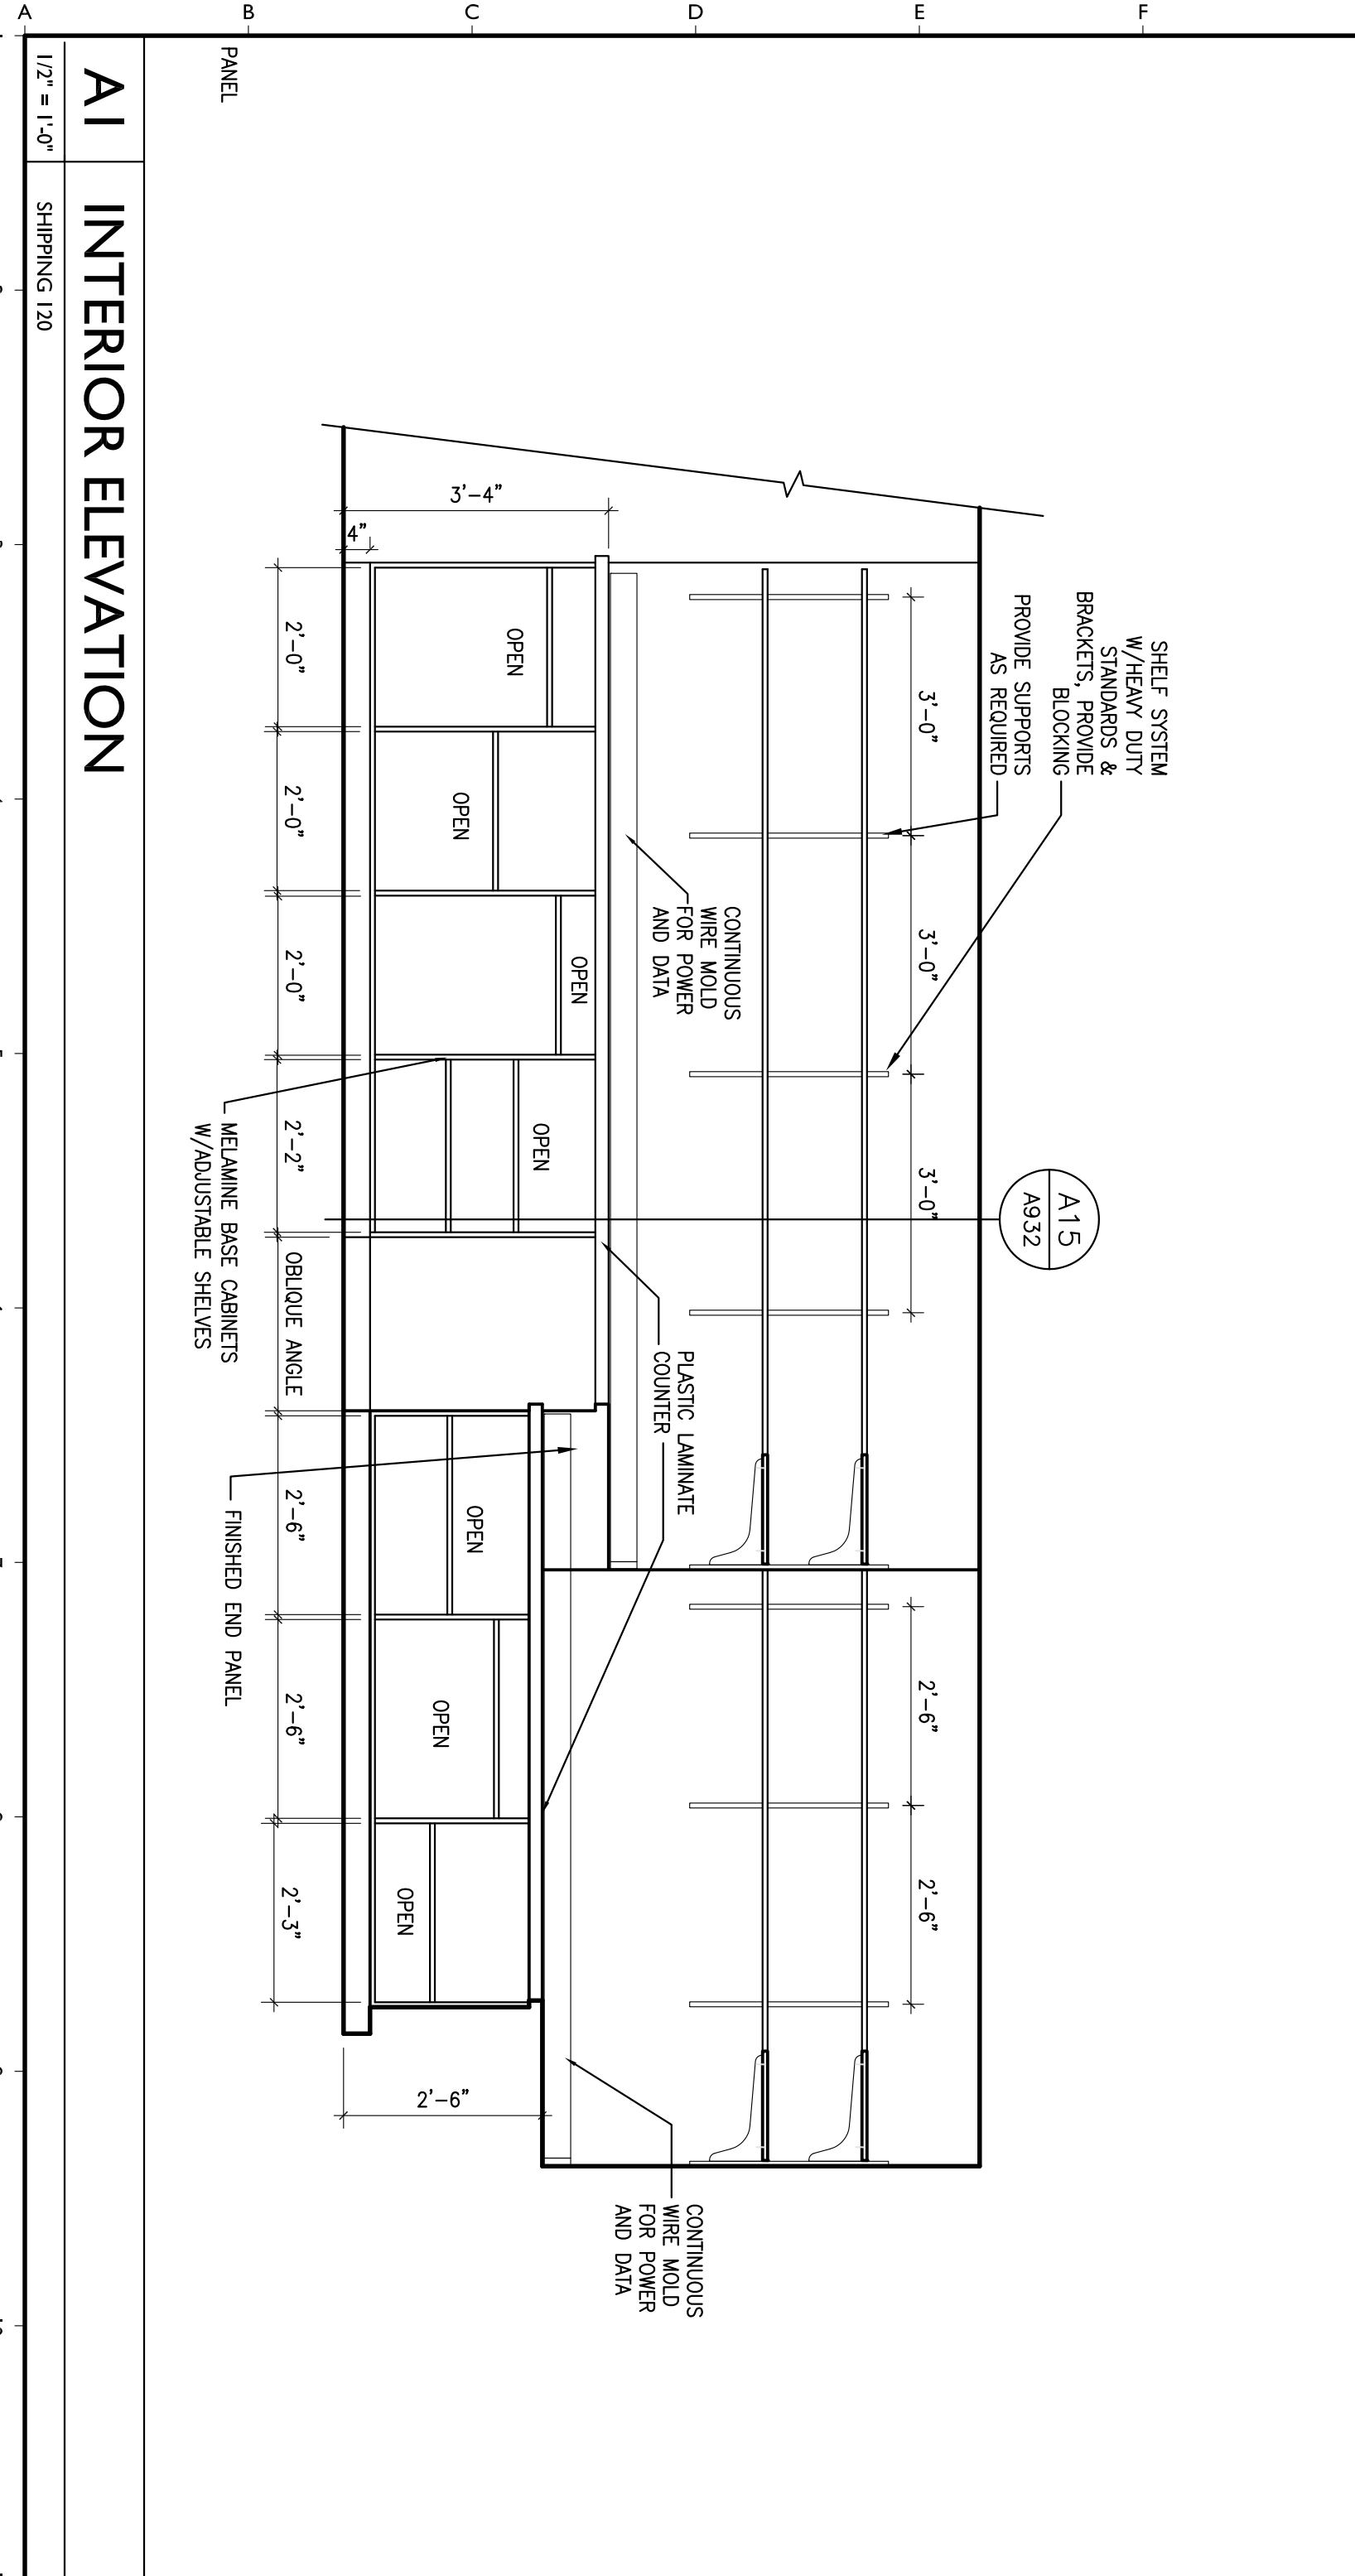 SHELF SYSTEM
W/HEAVY DUTY
STANDARDS &
BRACKETS, PROVIDE
BLOCKING
PROVIDE SUPPORTS
AS REQUIRED
A15
A932
3'-0"
3'-0"
3'-0"
2'-6"
2'-6"
CONTINUOUS
WIRE MOLD
FOR POWER
AND DATA
PLASTIC LAMINATE
COUNTER
CONTINUOUS
WIRE MOLD
FOR POWER
AND DATA
3'-4"
4"
OPEN
OPEN
OPEN
OPEN
OPEN
OPEN
OPEN
2'-6"
2'-0"
2'-0"
2'-0"
2'-2"
OBLIQUE ANGLE
2'-6"
2'-6"
2'-3"
PANEL
MELAMINE BASE CABINETS
W/ADJUSTABLE SHELVES
FINISHED END PANEL
A1
INTERIOR ELEVATION
1/2" = 1'-0"
SHIPPING 120
A
B
C
D
E
F